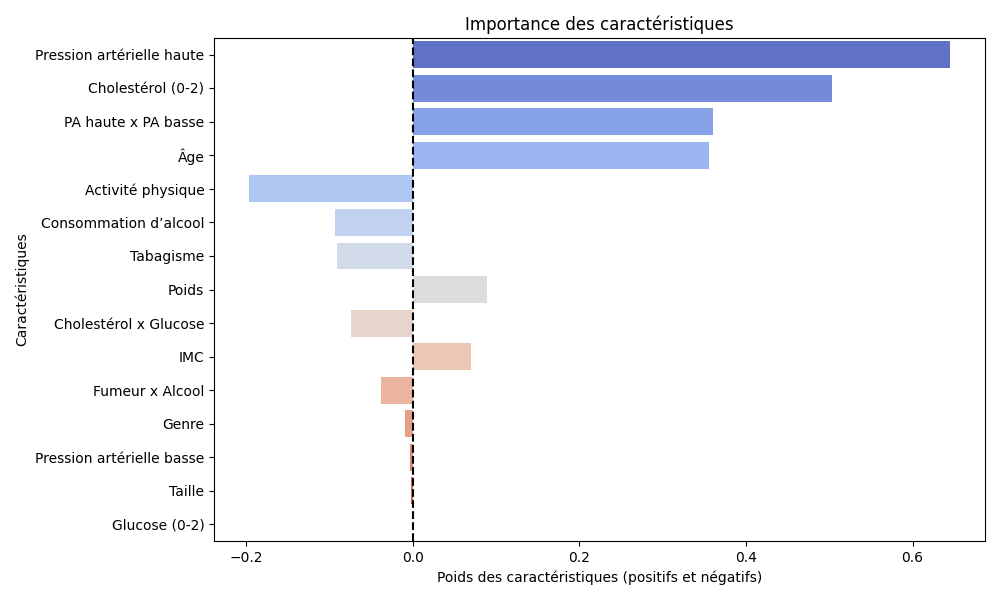 Importance des caractéristiques
Pression artérielle haute
Cholestérol (0-2)
PA haute x PA basse
Âge
Activité physique
Consommation d’alcool
Tabagisme
Poids
Cholestérol x Glucose
IMC
Fumeur x Alcool
Genre
Pression artérielle basse
Taille
Glucose (0-2)
Caractéristiques
−0.2 0.0 0.2 0.4 0.6
Poids des caractéristiques (positifs et négatifs)